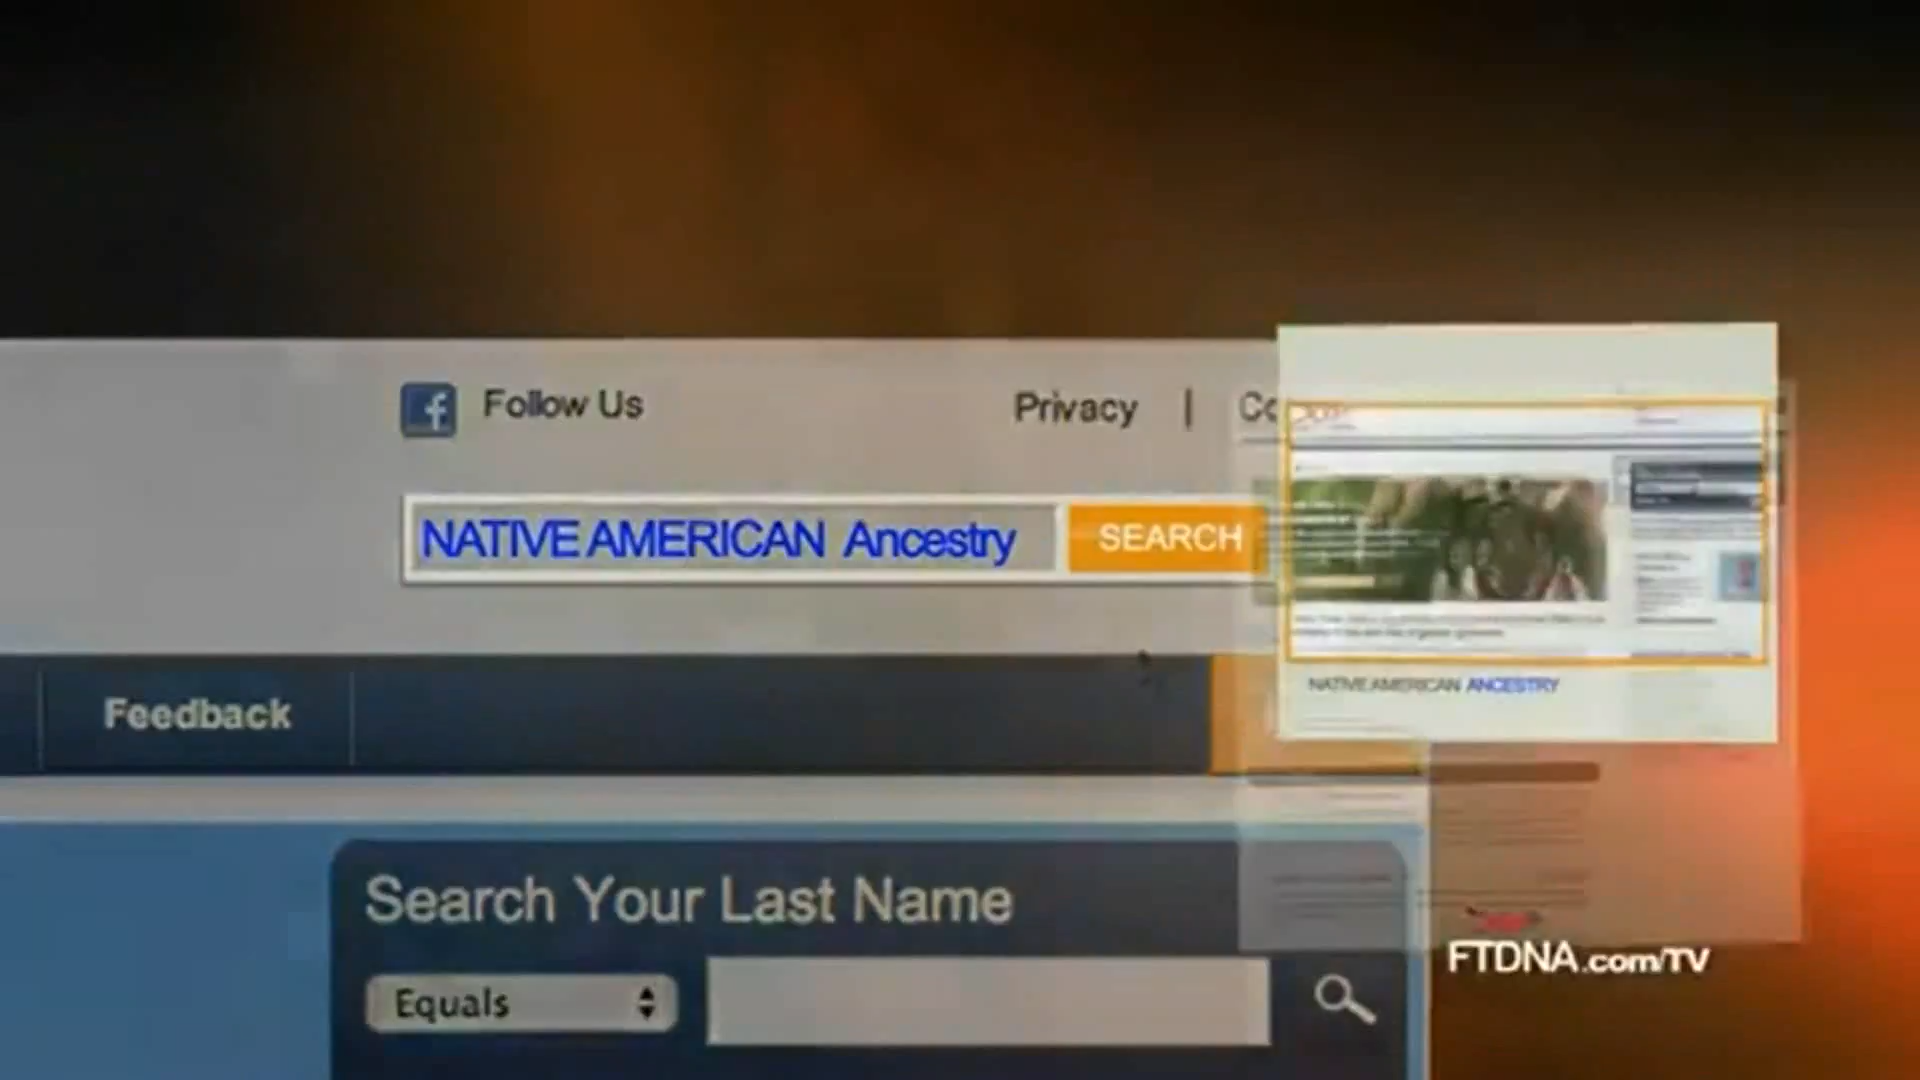 Follow Us
Privacy |
NATIVE AMERICAN Ancestry
SEARCH
NATIVE AMERICAN ANCESTRY
Feedback
Search Your Last Name
Equals
FTDNA.com/TV